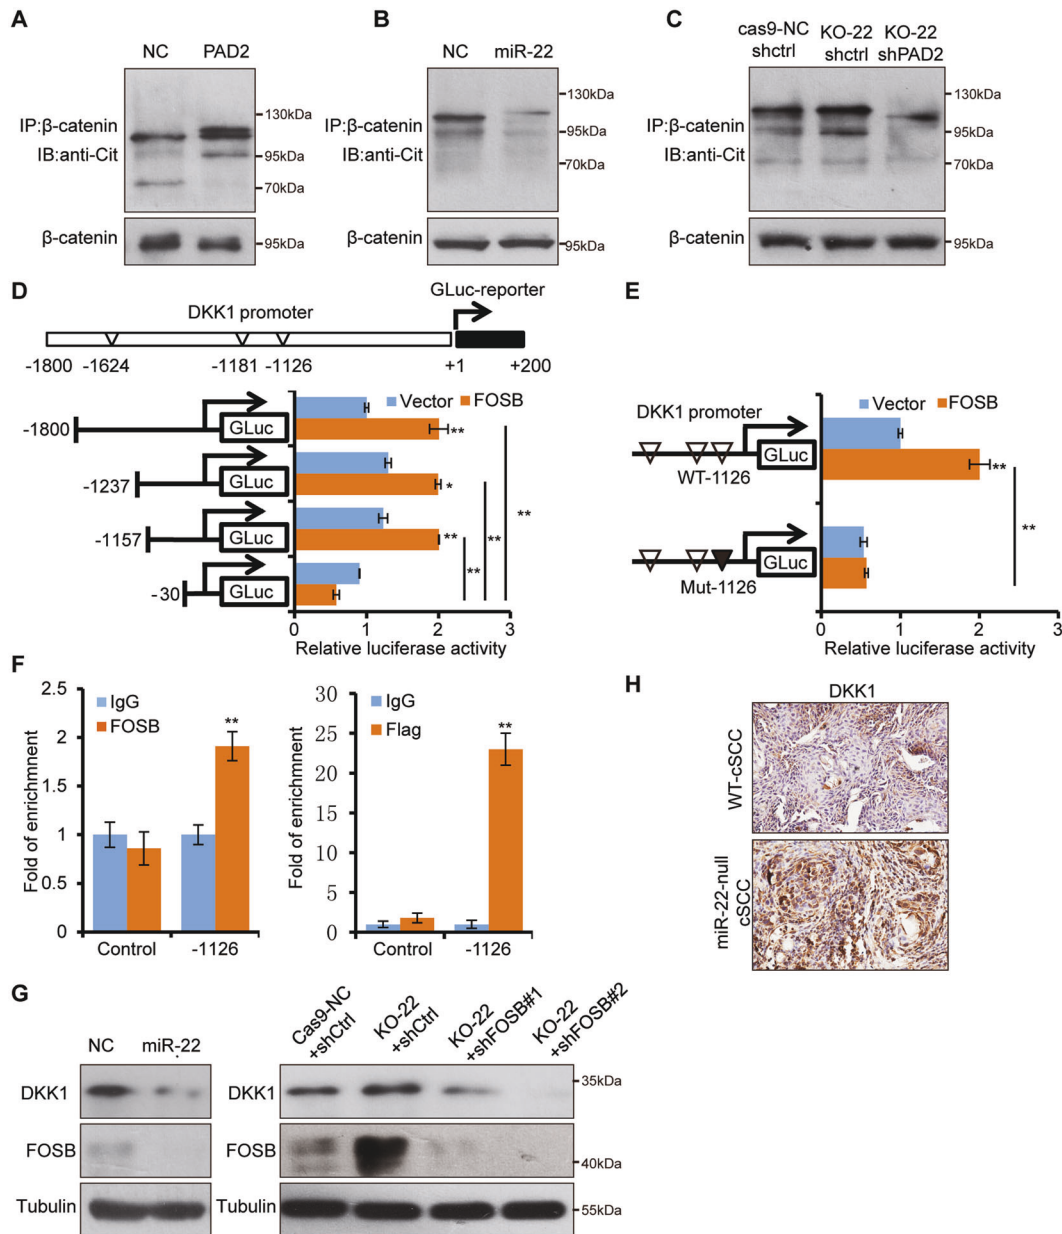 A
NC PAD2
IP:β-catenin
IB:anti-Cit
130kDa
95kDa
70kDa
β-catenin
95kDa
B
NC miR-22
IP:β-catenin
IB:anti-Cit
130kDa
95kDa
70kDa
β-catenin
95kDa
C
cas9-NC KO-22 KO-22
shctrl shctrl shPAD2
IP:β-catenin
IB:anti-Cit
130kDa
95kDa
70kDa
β-catenin
95kDa
D
GLuc-reporter
DKK1 promoter
-1800 -1624 -1181 -1126 +1 +200
Vector FOSB
-1800
GLuc
**
-1237
GLuc
*
-1157
GLuc
**
-30
GLuc
**
**
**
0 1 2 3
Relative luciferase activity
E
Vector FOSB
DKK1 promoter
GLuc
WT-1126
**
**
GLuc
Mut-1126
0 1 2 3
Relative luciferase activity
F
Fold of enrichmnent
2.5
2
1.5
1
0.5
0
IgG
FOSB
**
Control -1126
Fold of enrichmnent
30
25
20
15
10
5
0
IgG
Flag
**
Control -1126
H
DKK1
WT-cSCC
miR-22-null
cSCC
G
NC miR-22
DKK1
FOSB
Tubulin
Cas9-NC
+shCtrl
KO-22
+shCtrl
KO-22
+shFOSB#1
KO-22
+shFOSB#2
DKK1
35kDa
FOSB
40kDa
Tubulin
55kDa